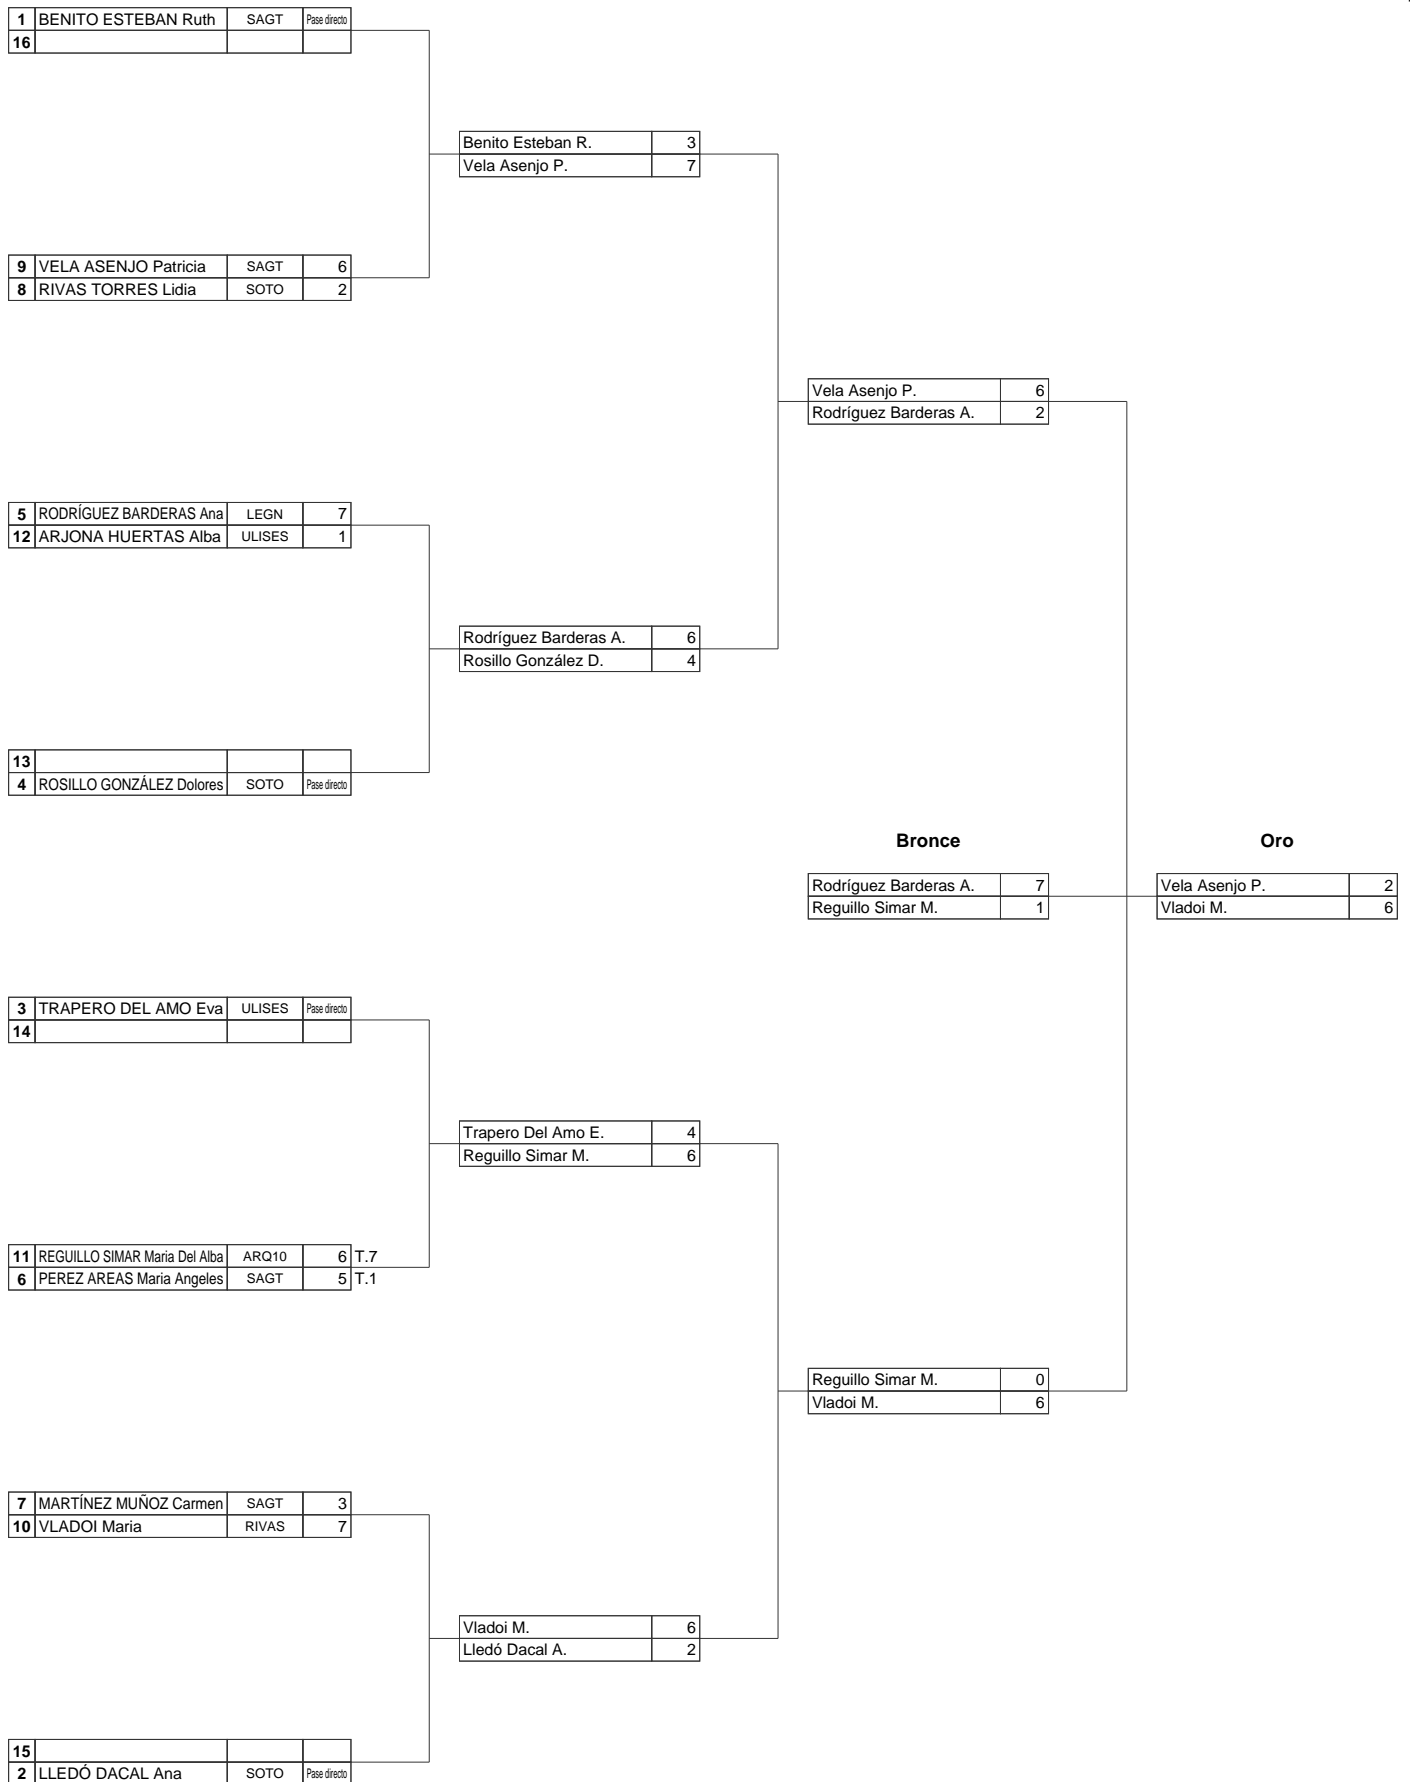 1 BENITO ESTEBAN Ruth SAGT Pase directo
16
Benito Esteban R. 3
Vela Asenjo P. 7
9 VELA ASENJO Patricia SAGT 6
8 RIVAS TORRES Lidia SOTO 2
Vela Asenjo P. 6
Rodríguez Barderas A. 2
5 RODRÍGUEZ BARDERAS Ana LEGN 7
12 ARJONA HUERTAS Alba ULISES 1
Rodríguez Barderas A. 6
Rosillo González D. 4
13
4 ROSILLO GONZÁLEZ Dolores SOTO Pase directo
Bronce Oro
Rodríguez Barderas A. 7 Vela Asenjo P. 2
Reguillo Simar M. 1 Vladoi M. 6
3 TRAPERO DEL AMO Eva ULISES Pase directo
14
Trapero Del Amo E. 4
Reguillo Simar M. 6
11 REGUILLO SIMAR Maria Del Alba ARQ10 6 T.7
6 PEREZ AREAS Maria Angeles SAGT 5 T.1
Reguillo Simar M. 0
Vladoi M. 6
7 MARTÍNEZ MUÑOZ Carmen SAGT 3
10 VLADOI Maria RIVAS 7
Vladoi M. 6
Lledó Dacal A. 2
15
2 LLEDÓ DACAL Ana SOTO Pase directo